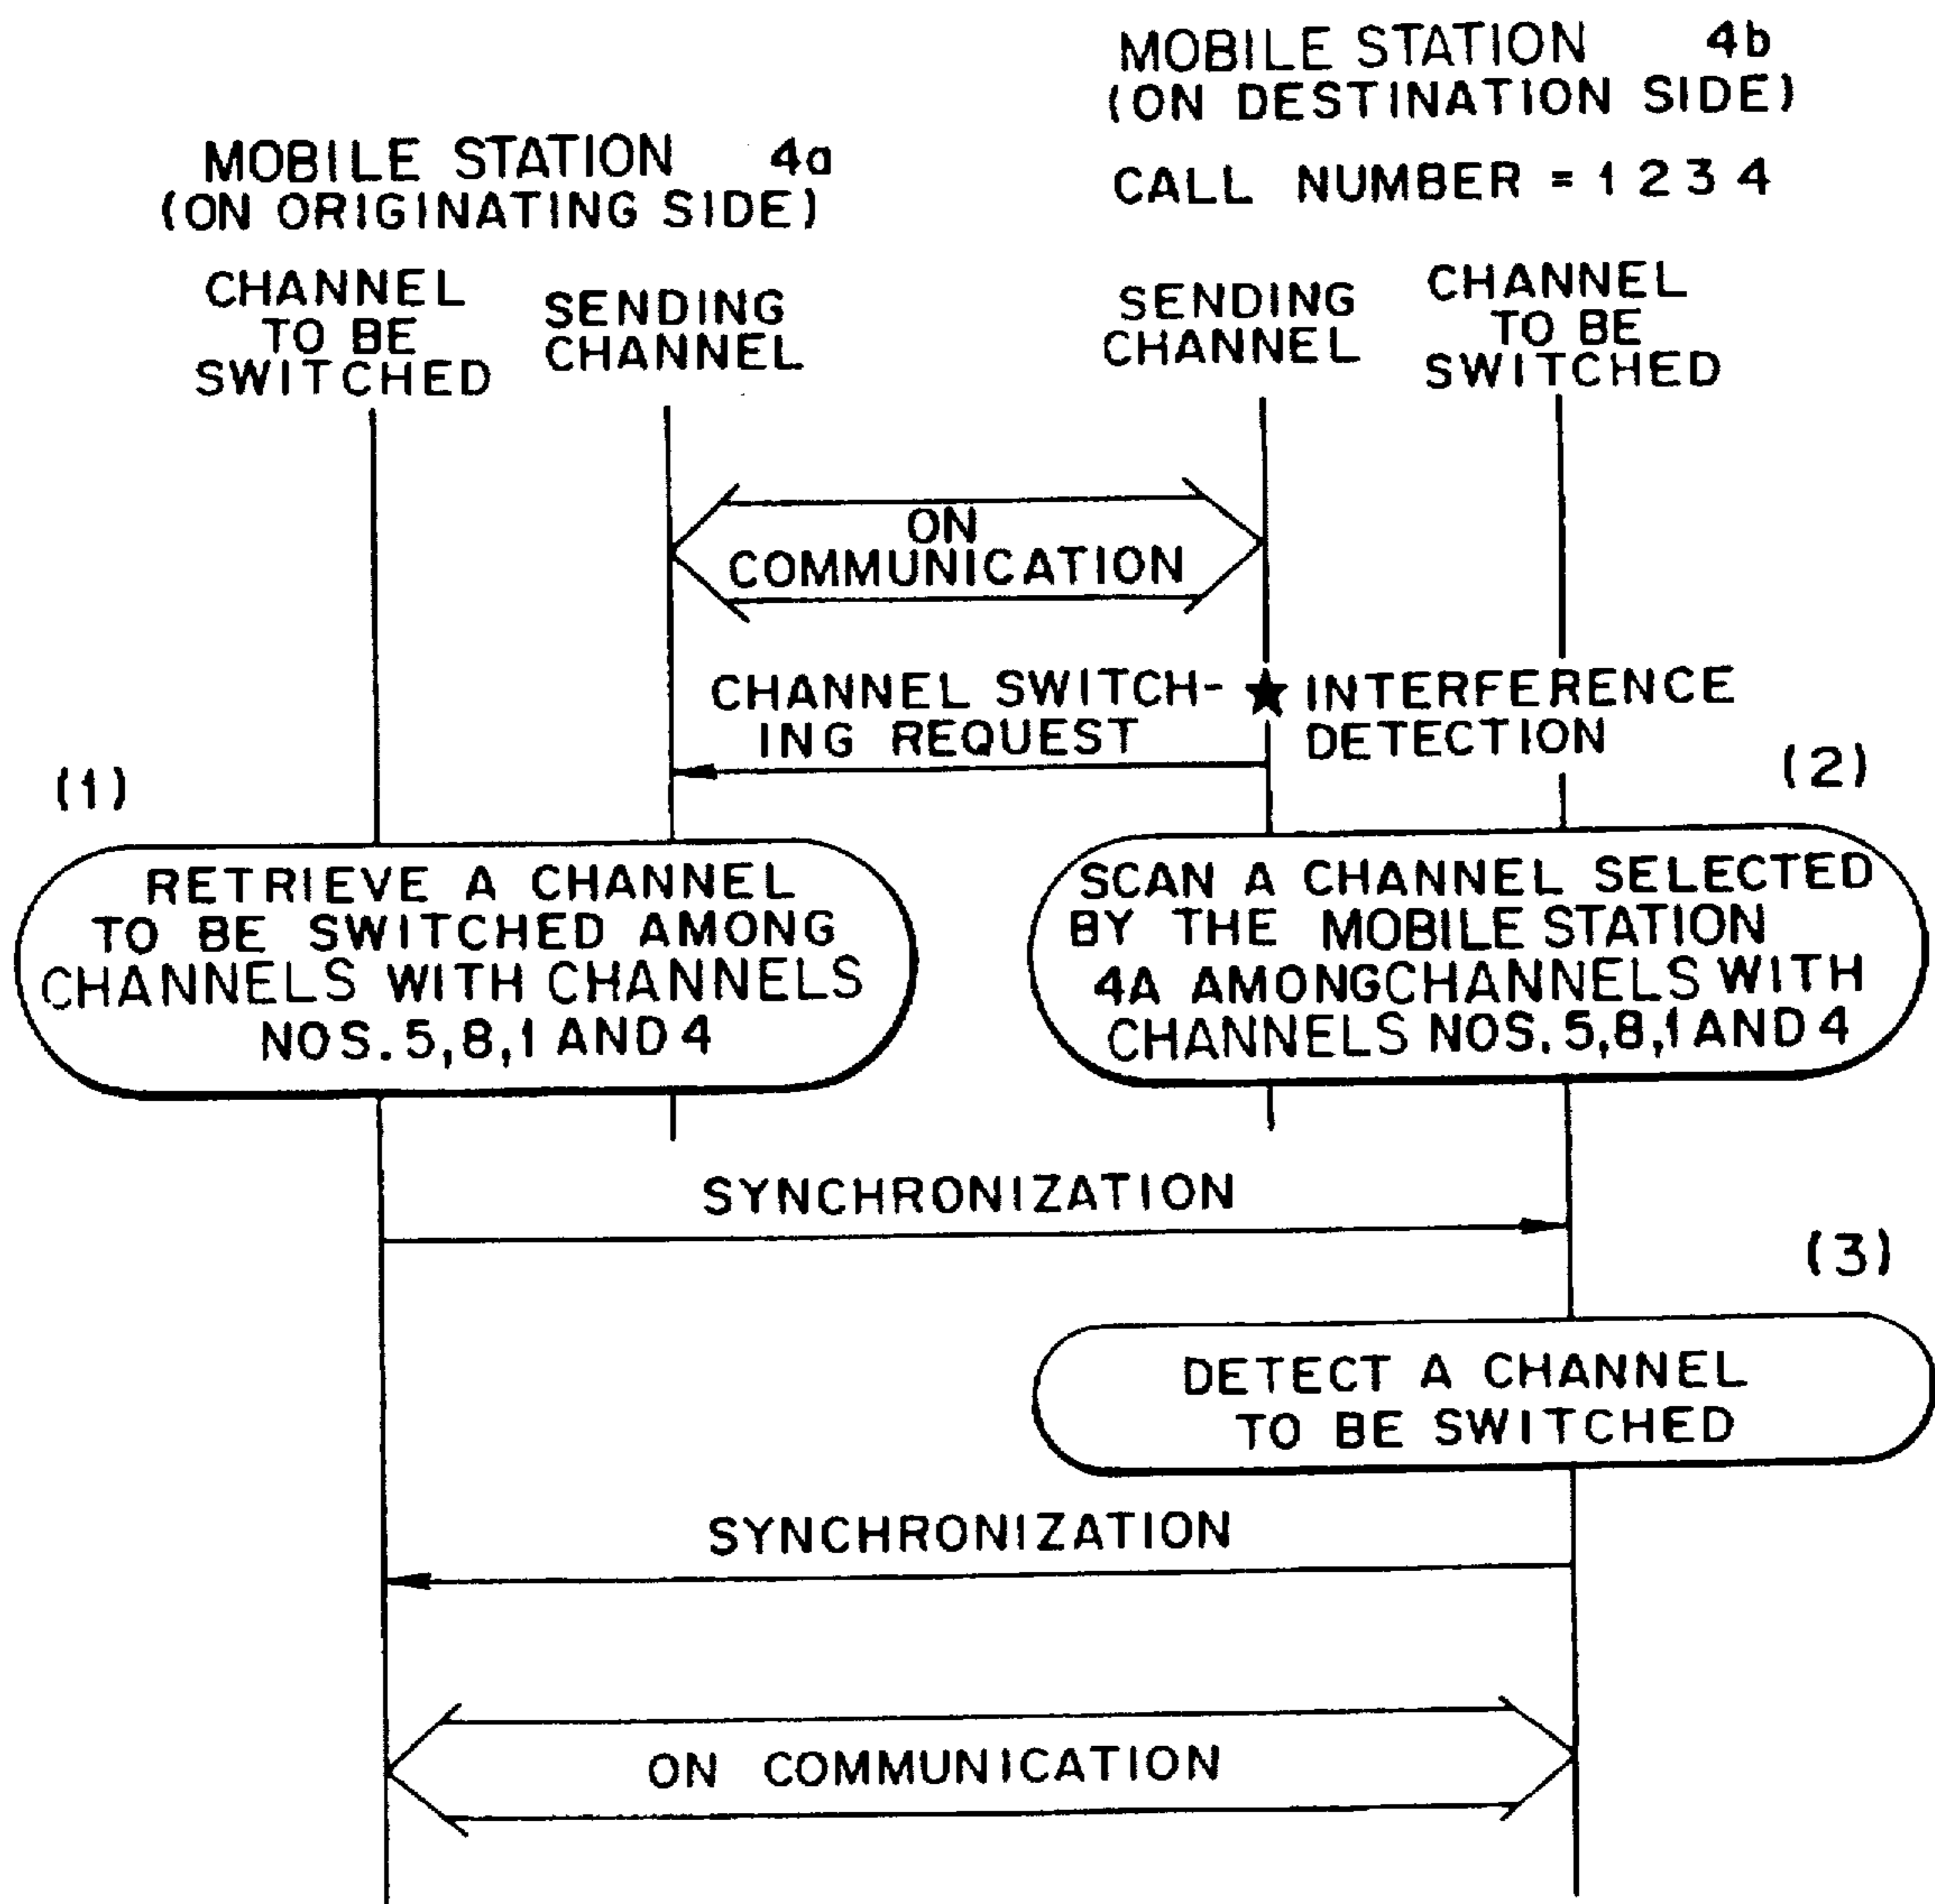 MOBILE STATION 4b
(ON DESTINATION SIDE)
CALL NUMBER = 1 2 3 4
MOBILE STATION 4a
(ON ORIGINATING SIDE)
CHANNEL
TO BE
SWITCHED
SENDING
CHANNEL
SENDING
CHANNEL
CHANNEL
TO BE
SWITCHED
ON
COMMUNICATION
CHANNEL SWITCH-
ING REQUEST
★ INTERFERENCE
DETECTION
(1)
(2)
RETRIEVE A CHANNEL
TO BE SWITCHED AMONG
CHANNELS WITH CHANNELS
NOS. 5,8,1 AND 4
SCAN A CHANNEL SELECTED
BY THE MOBILE STATION
4A AMONGCHANNELS WITH
CHANNELS NOS. 5,8,1 AND 4
SYNCHRONIZATION
(3)
DETECT A CHANNEL
TO BE SWITCHED
SYNCHRONIZATION
ON COMMUNICATION